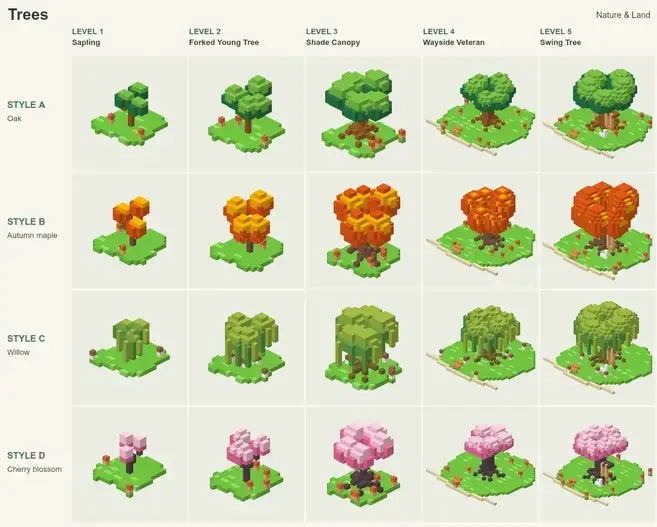 Trees
Nature & Land
LEVEL 1
Sapling
LEVEL 2
Forked Young Tree
LEVEL 3
Shade Canopy
LEVEL 4
Wayside Veteran
LEVEL 5
Swing Tree
STYLE A
Oak
STYLE B
Autumn maple
STYLE C
Willow
STYLE D
Cherry blossom